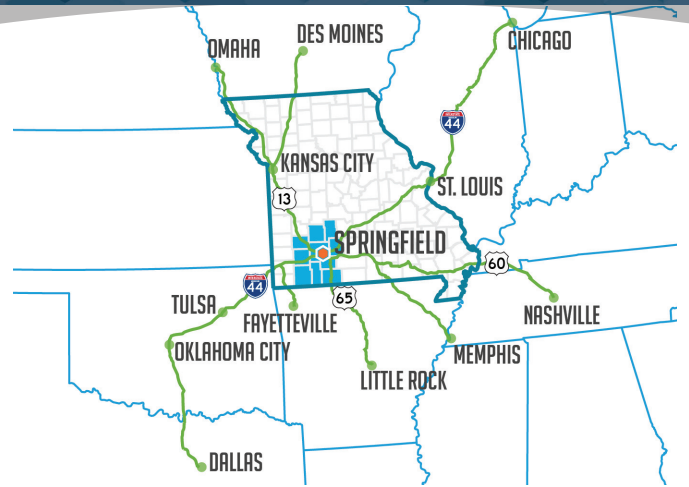 OMAHA
DES MOINES
CHICAGO
44
KANSAS CITY
ST. LOUIS
13
SPRINGFIELD
60
44
TULSA
65
FAYETTEVILLE
NASHVILLE
OKLAHOMA CITY
MEMPHIS
LITTLE ROCK
DALLAS